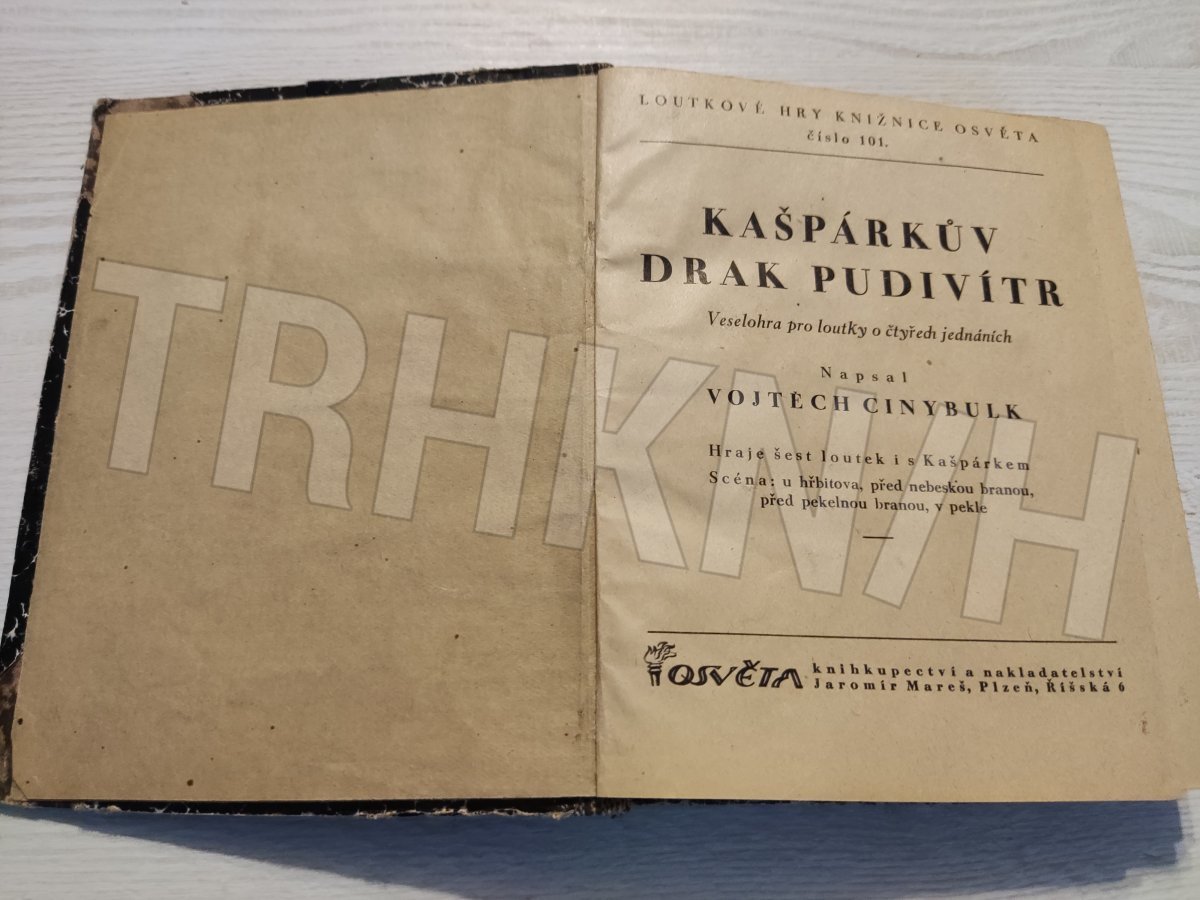 LOUTKOVÉ HRY KNIŽNICE OSVĚTA
číslo 101.
KAŠPÁRKŮV
DRAK PUDIVÍTR
Veselohra pro loutky o čtyřech jednáních
Napsal
VOJTĚCH CINYBULK
Hraje šest loutek i s Kašpárkem
Scéna: u hřbitova, před nebeskou branou,
před pekelnou branou, v pekle
OSVĚTA knihkupectví a nakladatelství
Jaromír Mareš, Plzeň, Říšská 6
TRHKNIH